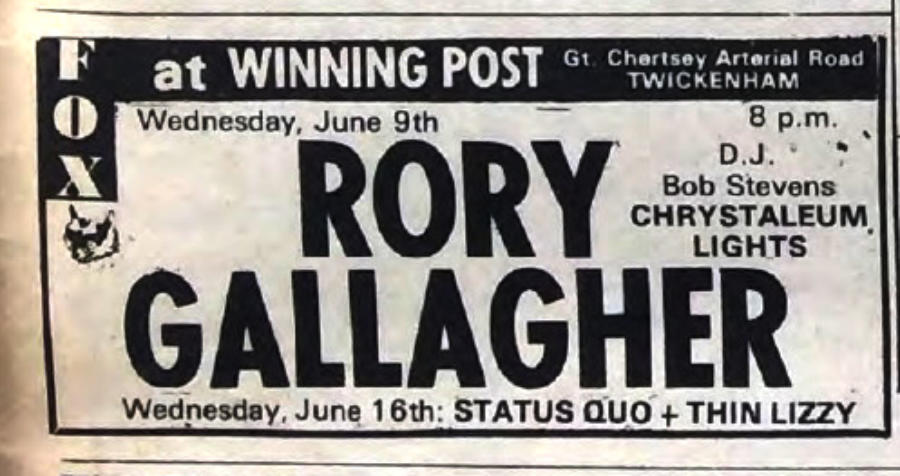 FOX
at WINNING POST
Gt. Chertsey Arterial Road
TWICKENHAM
Wednesday, June 9th
8 p.m.
RORY
GALLAGHER
D.J.
Bob Stevens
CHRYSTALEUM
LIGHTS
Wednesday, June 16th: STATUS QUO + THIN LIZZY